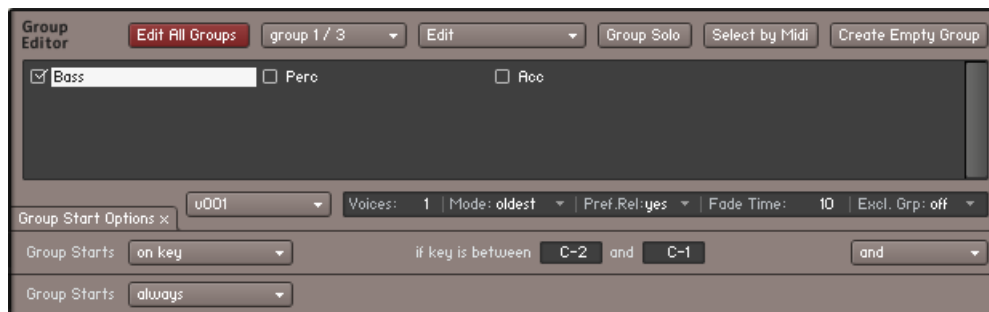 Group Editor Edit All Groups group 1 / 3 Edit Group Solo Select by Midi Create Empty Group
Bass Perc Acc
v001 Voices: 1 | Mode: oldest | Pref.Rel:yes | Fade Time: 10 | Excl. Grp: off
Group Start Options ×
Group Starts on key if key is between C-2 and C-1 and
Group Starts always